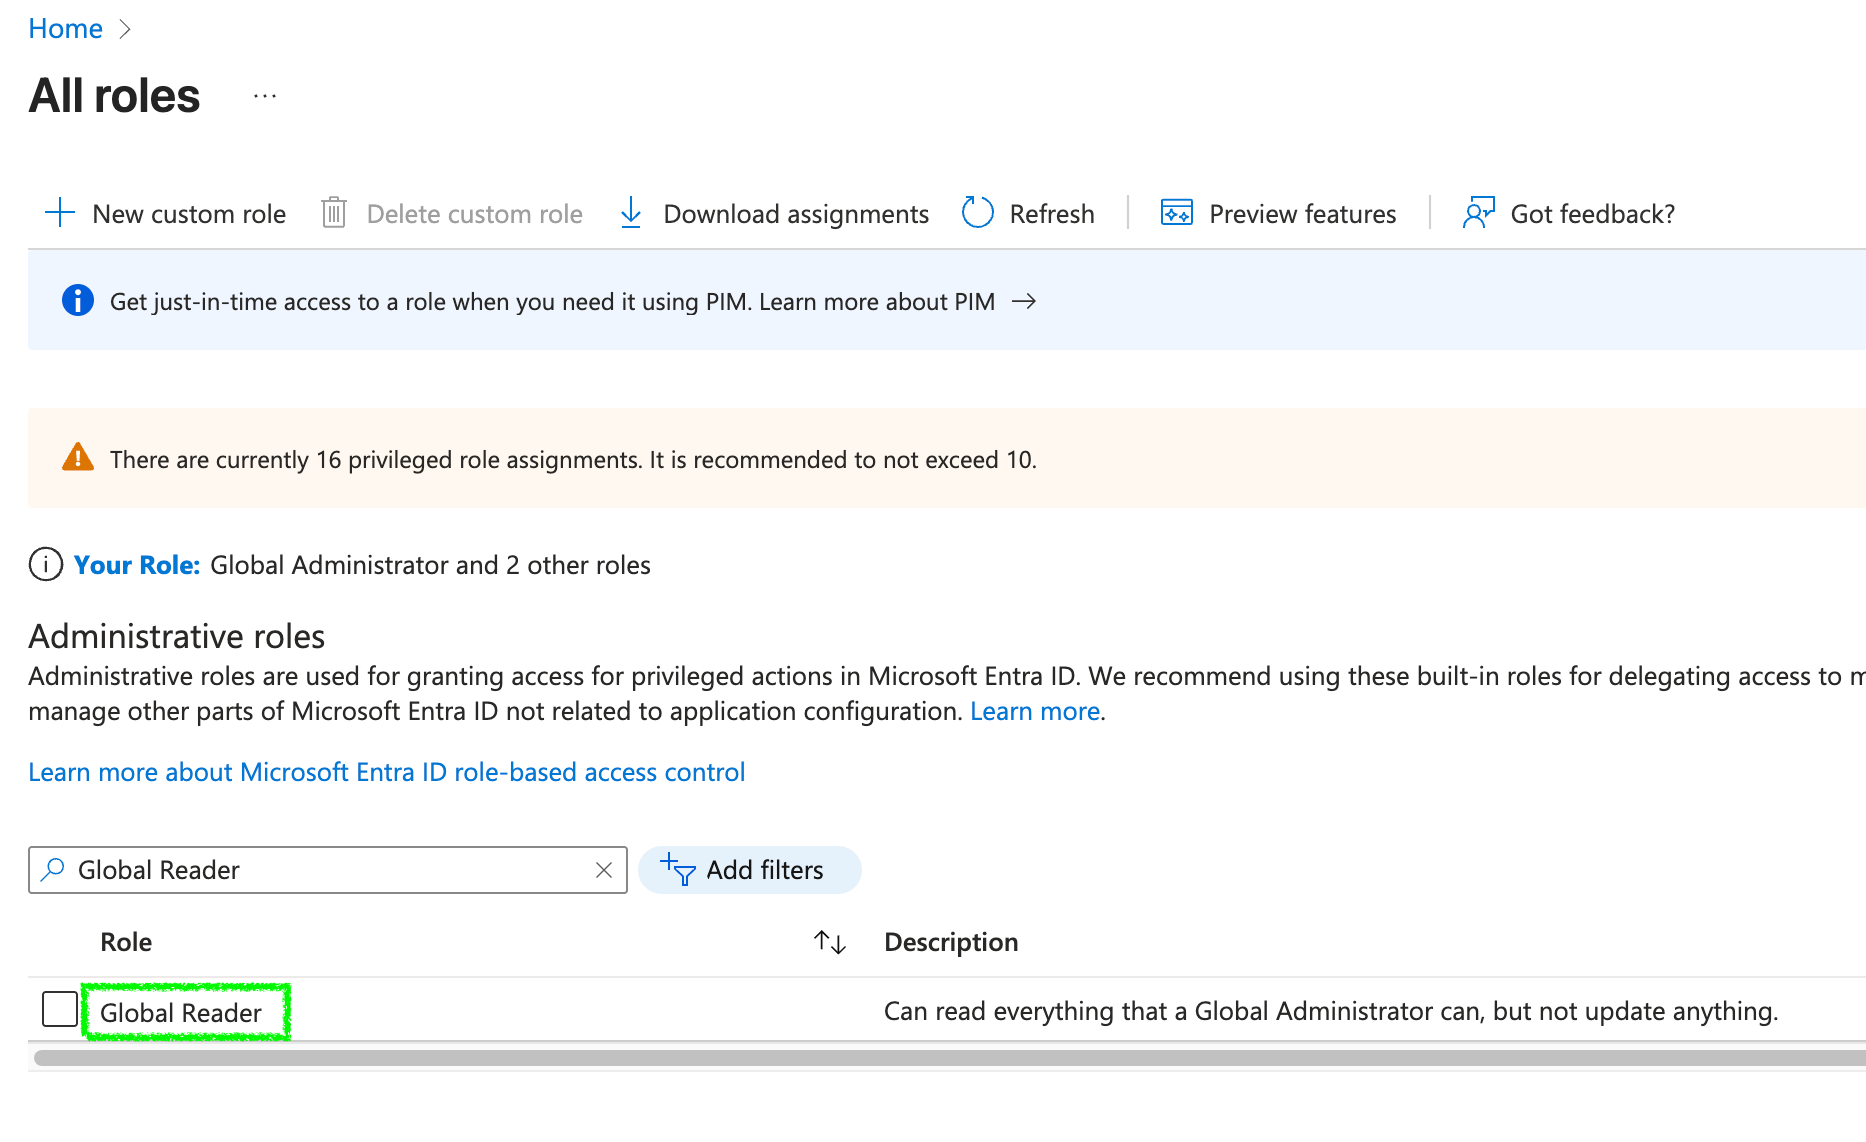 Home
All roles
New custom role Delete custom role Download assignments Refresh Preview features Got feedback?
Get just-in-time access to a role when you need it using PIM. Learn more about PIM
There are currently 16 privileged role assignments. It is recommended to not exceed 10.
Your Role: Global Administrator and 2 other roles
Administrative roles
Administrative roles are used for granting access for privileged actions in Microsoft Entra ID. We recommend using these built-in roles for delegating access to
manage other parts of Microsoft Entra ID not related to application configuration. Learn more.
Learn more about Microsoft Entra ID role-based access control
Global Reader Add filters
Role Description
Global Reader Can read everything that a Global Administrator can, but not update anything.